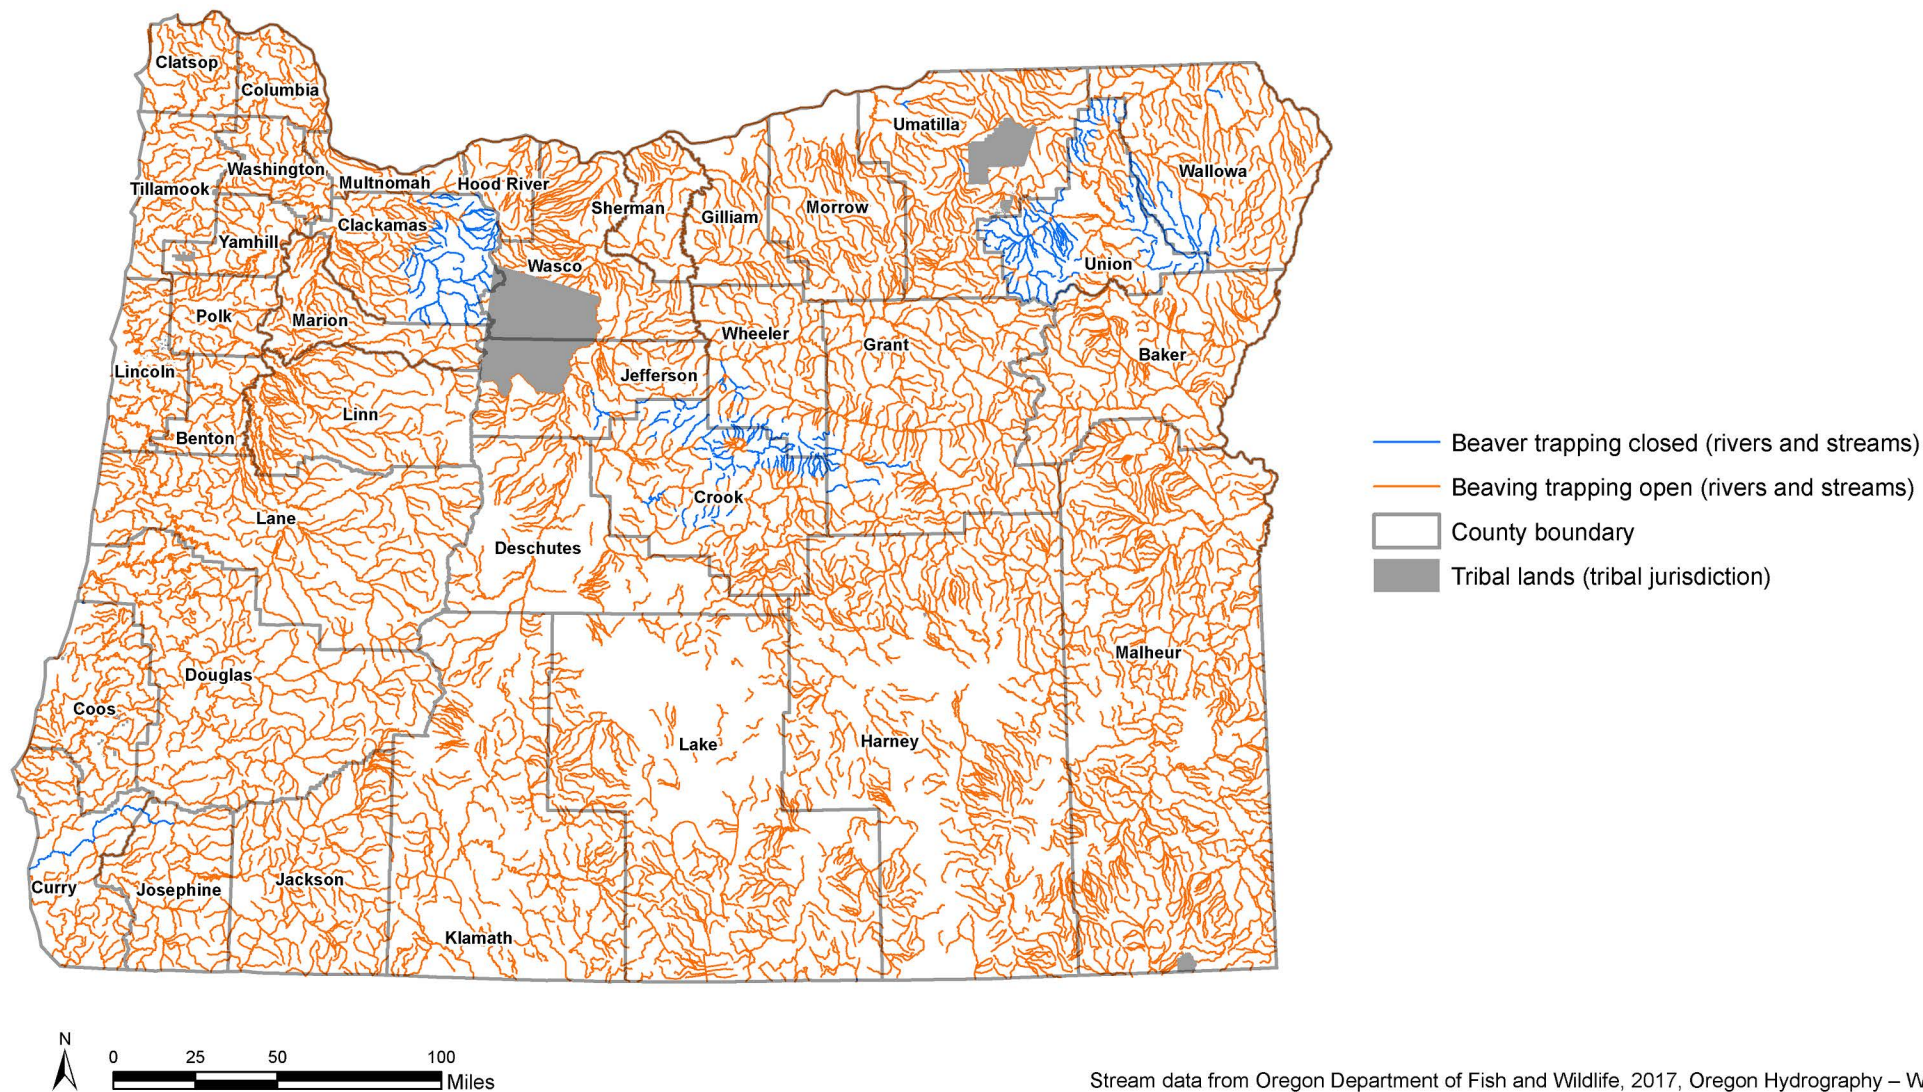 Clatsop
Columbia
Umatilla
Washington
Wallowa
Tillamook
Multnomah
Hood River
Sherman
Gilliam
Morrow
Clackamas
Yamhill
Wasco
Union
Polk
Marion
Wheeler
Grant
Baker
Lincoln
Jefferson
Linn
Benton
Crook
Lane
Deschutes
Malheur
Douglas
Coos
Lake
Harney
Curry
Josephine
Jackson
Klamath
Beaver trapping closed (rivers and streams)
Beaving trapping open (rivers and streams)
County boundary
Tribal lands (tribal jurisdiction)
N
0 25 50 100
Miles
Stream data from Oregon Department of Fish and Wildlife, 2017, Oregon Hydrography –